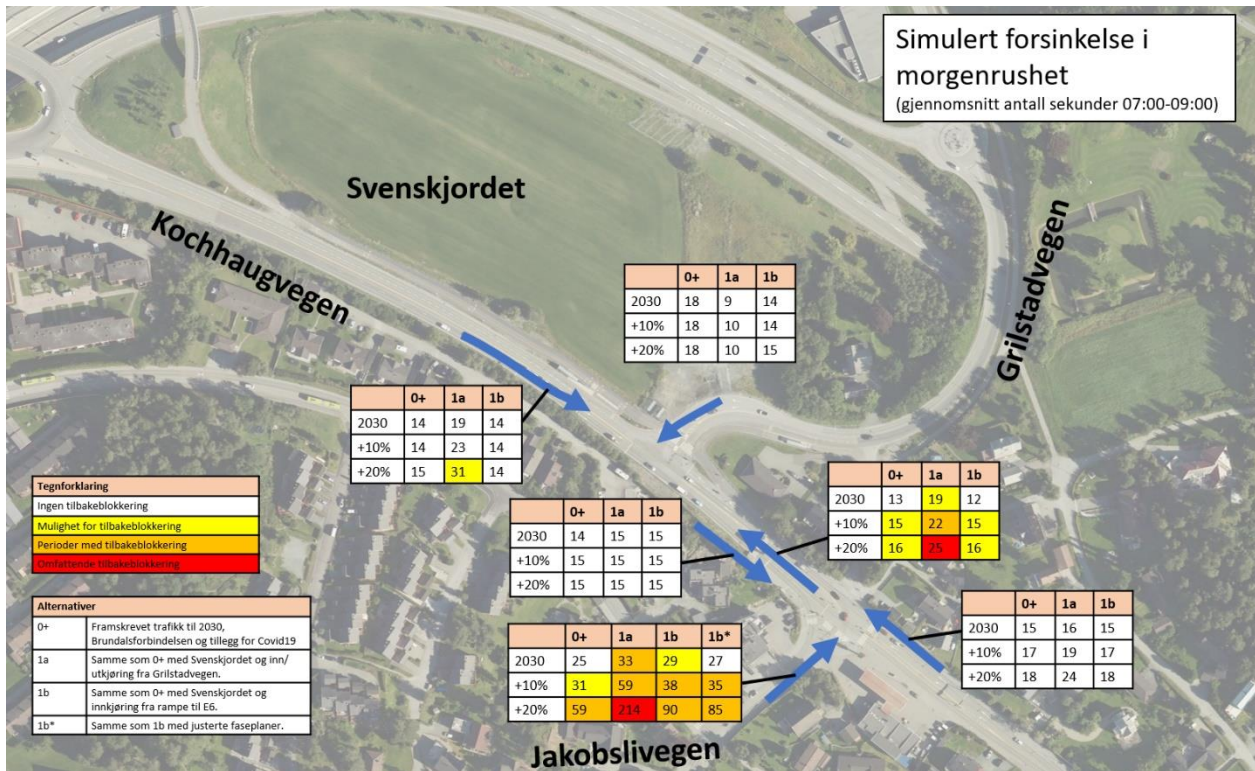 Simulert forsinkelse i
morgenrushet
(gjennomsnitt antall sekunder 07:00-09:00)
Svenskjordet
Kochhaugvegen
Grilstadvegen
0+ 1a 1b
2030 18 9 14
+10% 18 10 14
+20% 18 10 15
0+ 1a 1b
2030 14 19 14
+10% 14 23 14
+20% 15 31 14
Tegnforklaring
Ingen tilbakeblokkering
Mulighet for tilbakeblokkering
Perioder med tilbakeblokkering
Omfattende tilbakeblokkering
0+ 1a 1b
2030 13 19 12
+10% 15 22 15
+20% 16 25 16
0+ 1a 1b
2030 14 15 15
+10% 15 15 15
+20% 15 15 15
Alternativer
0+ Framskrevet trafikk til 2030,
Brundalsforbindelsen og tillegg for Covid19
1a Samme som 0+ med Svenskjordet og inn/
utkjøring fra Grilstadvegen.
1b Samme som 0+ med Svenskjordet og
innkjøring fra rampe til E6.
1b* Samme som 1b med justerte faseplaner.
0+ 1a 1b 1b*
2030 25 33 29 27
+10% 31 59 38 35
+20% 59 214 90 85
0+ 1a 1b
2030 15 16 15
+10% 17 19 17
+20% 18 24 18
Jakobslivegen